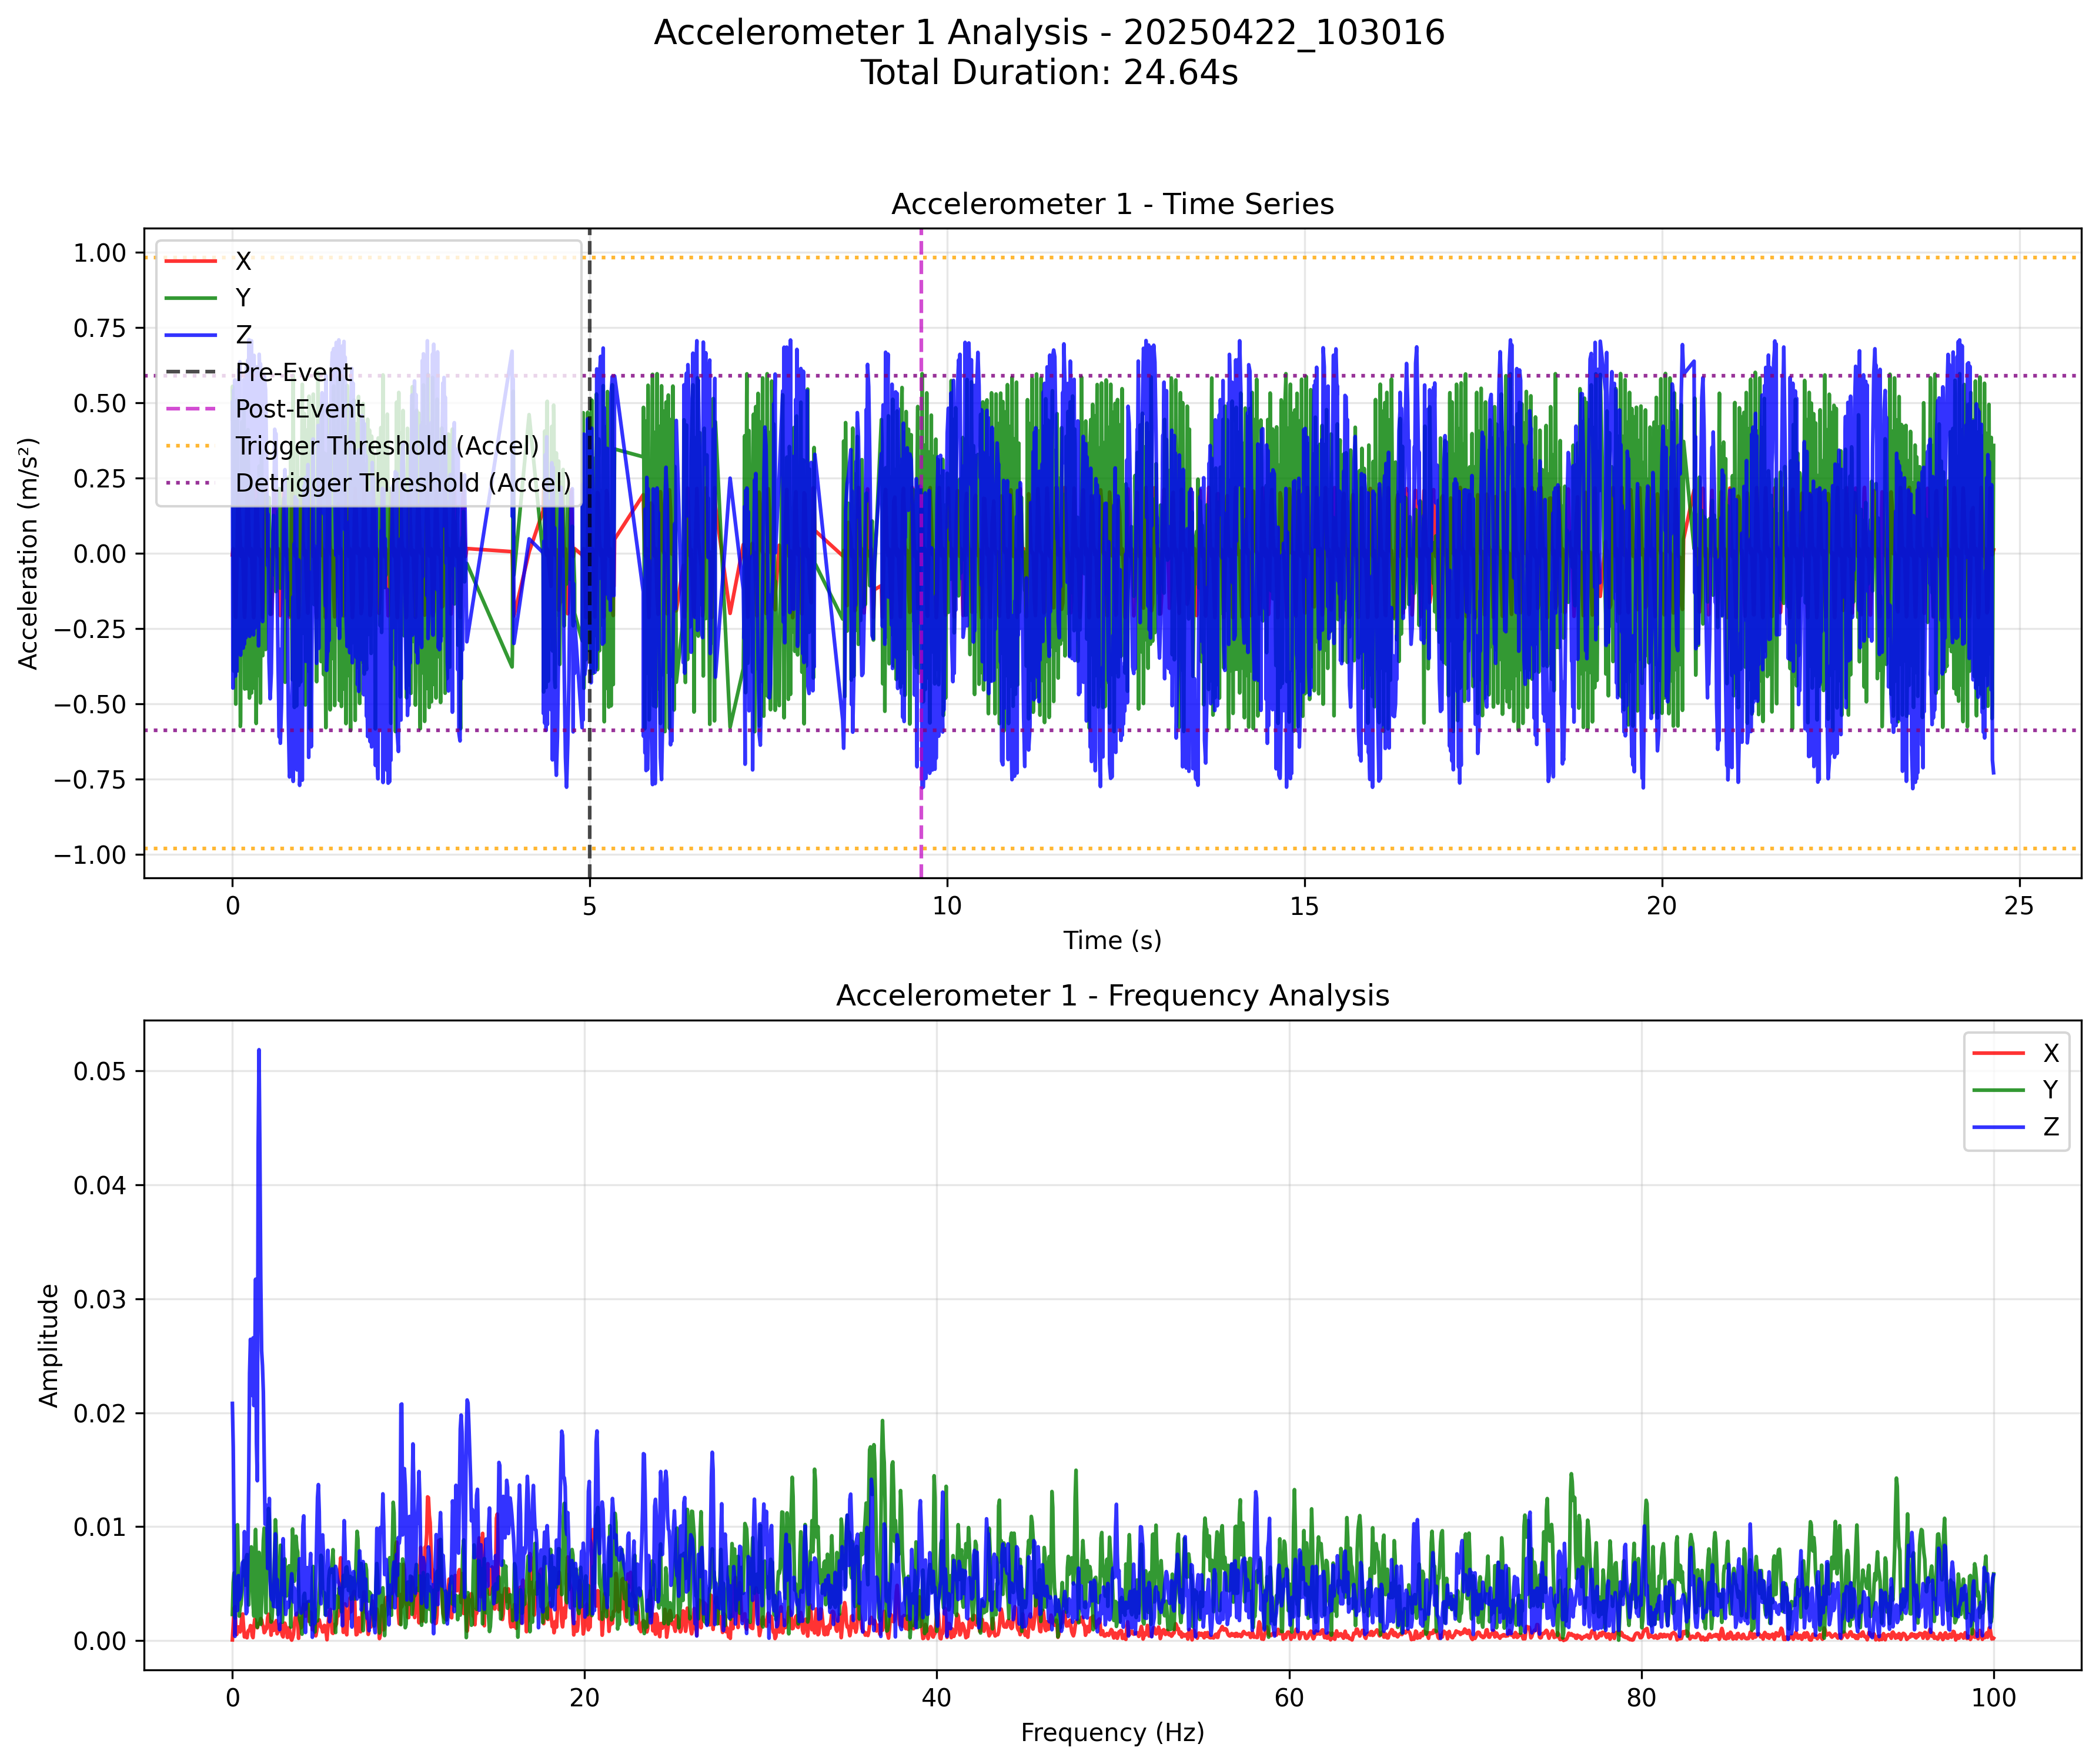 Accelerometer 1 Analysis - 20250422_103016
Total Duration: 24.64s
Accelerometer 1 - Time Series
Acceleration (m/s²)
1.00
0.75
0.50
0.25
0.00
−0.25
−0.50
−0.75
−1.00
X
Y
Z
Pre-Event
Post-Event
Trigger Threshold (Accel)
Detrigger Threshold (Accel)
0 5 10 15 20 25
Time (s)
Accelerometer 1 - Frequency Analysis
Amplitude
0.05
0.04
0.03
0.02
0.01
0.00
X
Y
Z
0 20 40 60 80 100
Frequency (Hz)